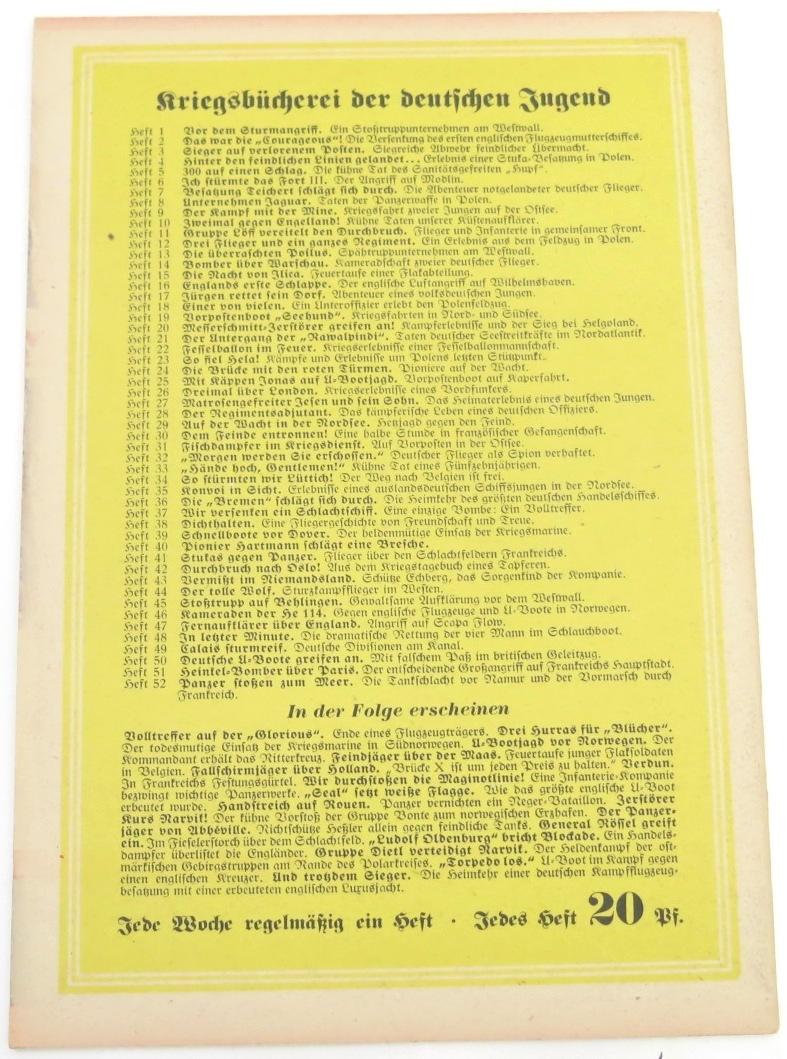 Kriegsbücherei der deutschen Jugend
Heft 1 Vor dem Sturmangriff. Ein Stoßtruppunternehmen am Westwall.
Heft 2 Das war die „Courageous“! Die Versenkung des ersten englischen Flugzeugmutterschiffes.
Heft 3 Sieger auf verlorenem Posten. Siegreiche Abwehr feindlicher Übermacht.
Heft 4 Hinter den feindlichen Linien gelandet... Erlebnis einer Stuka-Besatzung in Polen.
Heft 5 300 auf einen Schlag. Die kühne Tat des Sanitätsgefreiten „Hupf“.
Heft 6 Ich stürmte das Fort III. Der Angriff auf Modlin.
Heft 7 Besatzung Teichert schlägt sich durch. Die Abenteuer notgelandeter deutscher Flieger.
Heft 8 Unternehmen Jaguar. Taten der Panzerwaffe in Polen.
Heft 9 Der Kampf mit der Mine. Kriegsfahrt zweier Jungen auf der Ostsee.
Heft 10 Zweimal gegen Engelland! Kühne Taten unserer Küstenaufklärer.
Heft 11 Gruppe Löff vereitelt den Durchbruch. Flieger und Infanterie in gemeinsamer Front.
Heft 12 Drei Flieger und ein ganzes Regiment. Ein Erlebnis aus dem Feldzug in Polen.
Heft 13 Die überraschten Poilus. Spähtruppunternehmen am Westwall.
Heft 14 Bomber über Warschau. Kameradschaft zweier deutscher Flieger.
Heft 15 Die Nacht von Ilica. Feuertaufe einer Flakabteilung.
Heft 16 Englands erste Schlappe. Der englische Luftangriff auf Wilhelmshaven.
Heft 17 Jürgen rettet sein Dorf. Abenteuer eines volksdeutschen Jungen.
Heft 18 Einer von vielen. Ein Unteroffizier erlebt den Polenfeldzug.
Heft 19 Vorpostenboot „Seehund“. Kriegsfahrten in Nord- und Südsee.
Heft 20 Messerschmitt-Zerstörer greifen an! Kampferlebnisse und der Sieg bei Helgoland.
Heft 21 Der Untergang der „Rawalpindi“. Taten deutscher Seestreitkräfte im Nordatlantik.
Heft 22 Fesselballon im Feuer. Kriegserlebnisse einer Fesselballonmannschaft.
Heft 23 So fiel Hela! Kämpfe und Erlebnisse um Polens letzten Stützpunkt.
Heft 24 Die Brücke mit den roten Türmen. Pioniere auf der Wacht.
Heft 25 Mit Käppen Jonas auf U-Bootjagd. Vorpostenboot auf Kaperfahrt.
Heft 26 Dreimal über London. Kriegserlebnisse eines Bordfunkers.
Heft 27 Matrosengefreiter Jesen und sein Sohn. Das Heimaterlebnis eines deutschen Jungen.
Heft 28 Der Regimentsadjutant. Das kämpferische Leben eines deutschen Offiziers.
Heft 29 Auf der Wacht in der Nordsee. Hetzjagd gegen den Feind.
Heft 30 Dem Feinde entronnen! Eine halbe Stunde in französischer Gefangenschaft.
Heft 31 Fischdampfer im Kriegsdienst. Auf Vorposten in der Ostsee.
Heft 32 „Morgen werden Sie erschossen.“ Deutscher Flieger als Spion verhaftet.
Heft 33 „Hände hoch, Gentlemen!“ Kühne Tat eines Fünfzehnjährigen.
Heft 34 So stürmten wir Lüttich! Der Weg nach Belgien ist frei.
Heft 35 Konvoi in Sicht. Erlebnisse eines auslandsdeutschen Schiffsjungen in der Nordsee.
Heft 36 Die „Bremen“ schlägt sich durch. Die Heimkehr des größten deutschen Handelsschiffes.
Heft 37 Wir versenken ein Schlachtschiff. Eine einzige Bombe: Ein Volltreffer.
Heft 38 Dichthalten. Eine Fliegergeschichte von Freundschaft und Treue.
Heft 39 Schnellboote vor Dover. Der heldenmütige Einsatz der Kriegsmarine.
Heft 40 Pionier Hartmann schlägt eine Bresche.
Heft 41 Stukas gegen Panzer. Flieger über den Schlachtfeldern Frankreichs.
Heft 42 Durchbruch nach Oslo! Aus dem Kriegstagebuch eines Tapferen.
Heft 43 Vermißt im Niemandsland. Schütze Echberg, das Sorgenkind der Kompanie.
Heft 44 Der tolle Wolf. Sturzkampfflieger im Westen.
Heft 45 Stoßtrupp auf Behlingen. Gewaltsame Aufklärung vor dem Westwall.
Heft 46 Kameraden der He 114. Gegen englische Flugzeuge und U-Boote in Norwegen.
Heft 47 Fernaufklärer über England. Angriff auf Scapa Flow.
Heft 48 In letzter Minute. Die dramatische Rettung der vier Mann im Schlauchboot.
Heft 49 Calais sturmreif. Deutsche Divisionen am Kanal.
Heft 50 Deutsche U-Boote greifen an. Mit falschem Paß im britischen Geleitzug.
Heft 51 Heinkel-Bomber über Paris. Der entscheidende Großangriff auf Frankreichs Hauptstadt.
Heft 52 Panzer stoßen zum Meer. Die Tankschlacht vor Namur und der Vormarsch durch
Frankreich.
In der Folge erscheinen
Volltreffer auf der „Glorious“. Ende eines Flugzeugträgers. Drei Hurras für „Blücher“.
Der todesmutige Einsatz der Kriegsmarine in Südnorwegen. U-Bootjagd vor Norwegen. Der
Kommandant erhält das Ritterkreuz. Feindjäger über der Maas. Feuertaufe junger Flaksoldaten
in Belgien. Fallschirmjäger über Holland. „Brücke X ist um jeden Preis zu halten.“ Verdun.
In Frankreichs Festungsgürtel. Wir durchstoßen die Maginotlinie! Eine Infanterie-Kompanie
bezwingt wichtige Panzerwerke. „Seal“ setzt weiße Flagge. Wie das größte englische U-Boot
erbeutet wurde. Handstreich auf Rouen. Panzer vernichten ein Neger-Bataillon. Zerstörer
Kurs Narvik! Der kühne Vorstoß der Gruppe Bonte zum norwegischen Erzhafen. Der Panzer-
jäger von Abbéville. Richtschütze Heßler allein gegen feindliche Tanks. General Rössel greift
ein. Im Fieselerstorch über dem Schlachtfeld. „Ludolf Oldenburg“ bricht Blockade. Ein Handels-
dampfer überlistet die Engländer. Gruppe Dietl verteidigt Narvik. Der Heldenkampf der ost-
märkischen Gebirgstruppen am Rande des Polarkreises. „Torpedo los.“ U-Boot im Kampf gegen
einen englischen Kreuzer. Und trotzdem Sieger. Die Heimkehr einer deutschen Kampfflugzeug-
besatzung mit einer erbeuteten englischen Luxusjacht.
Jede Woche regelmäßig ein Heft · Jedes Heft 20 Pf.